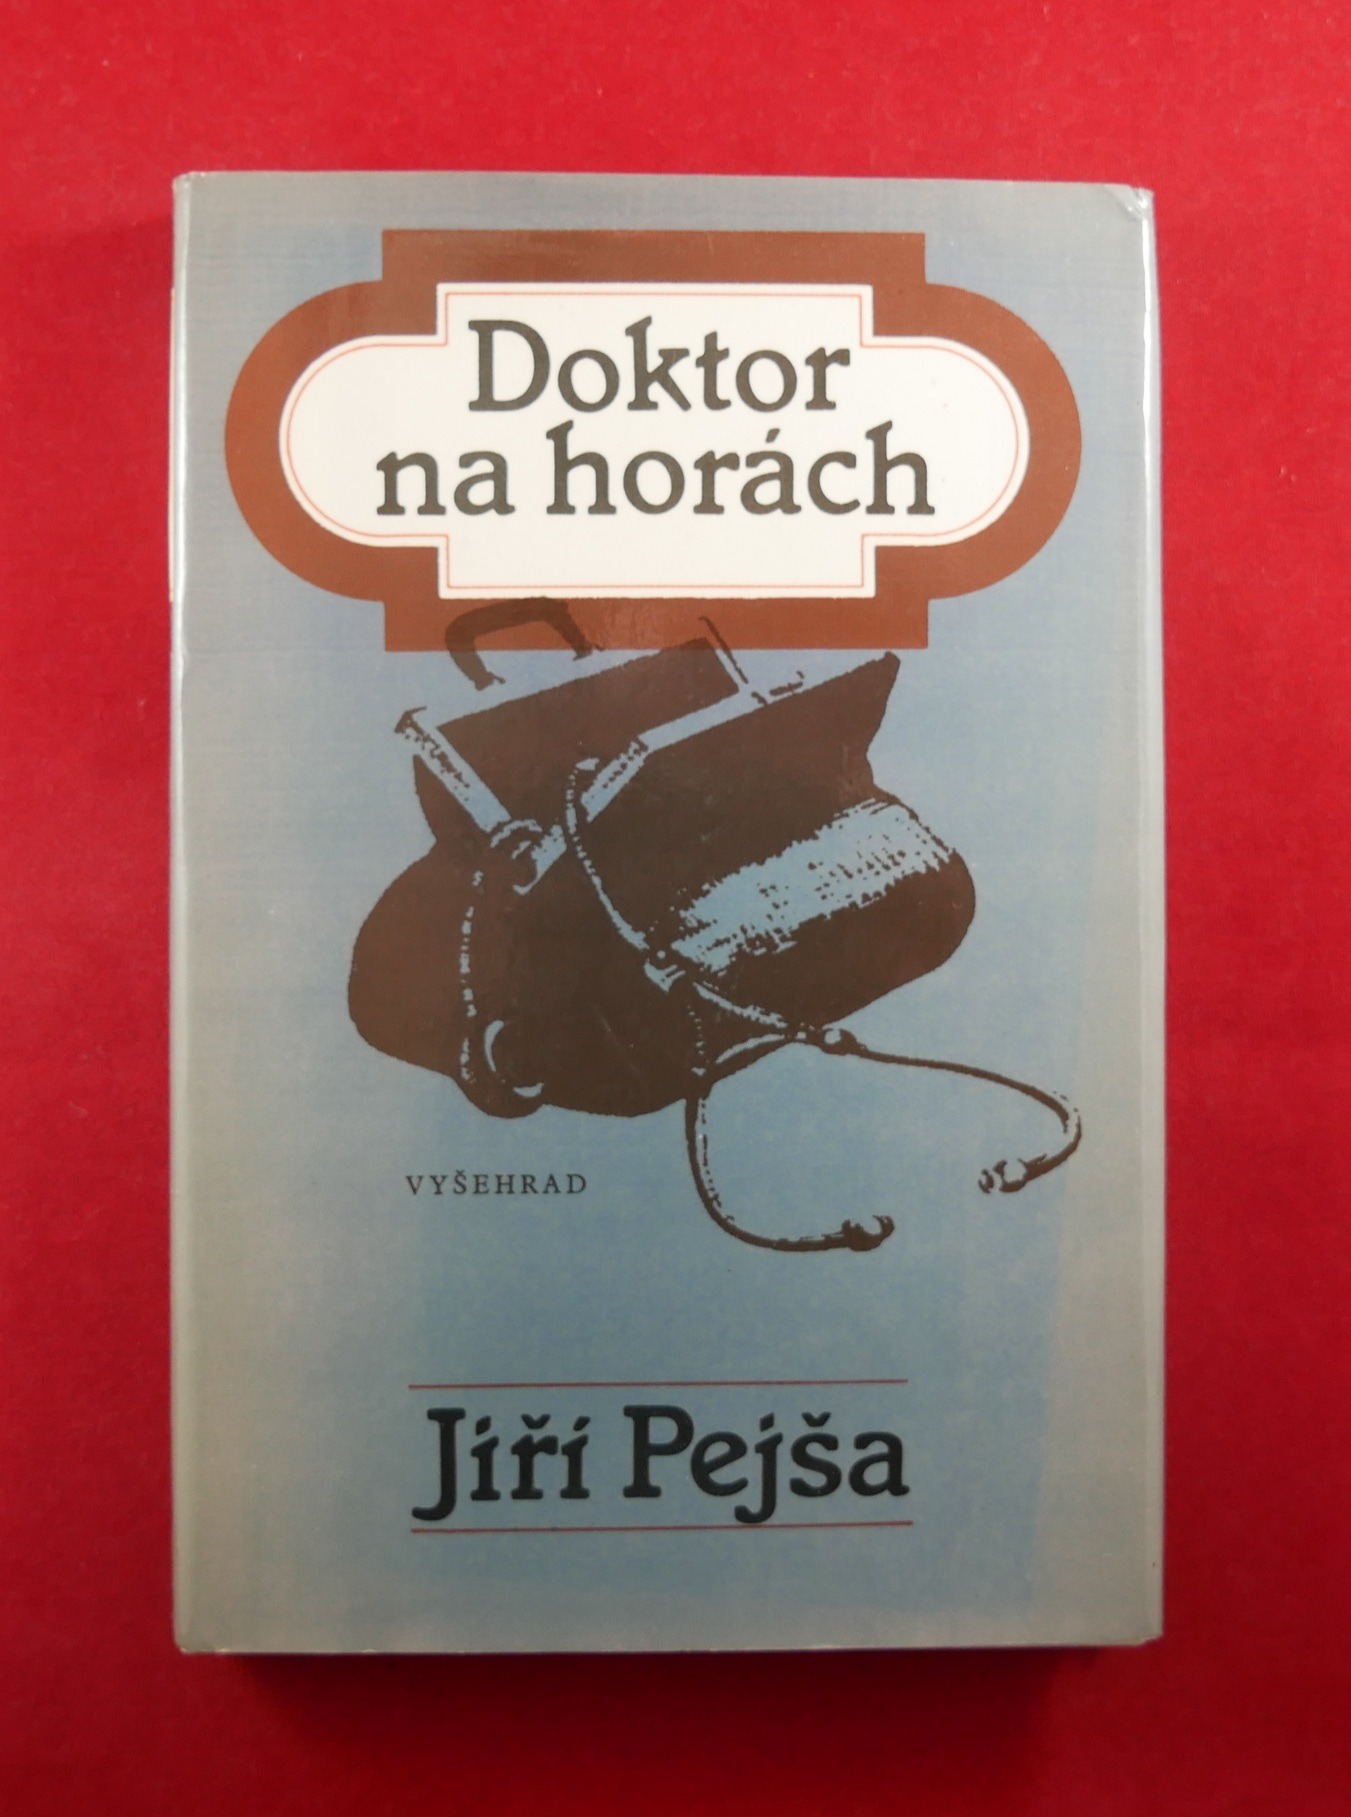 Doktor
na horách
VYŠEHRAD
Jiří Pejša